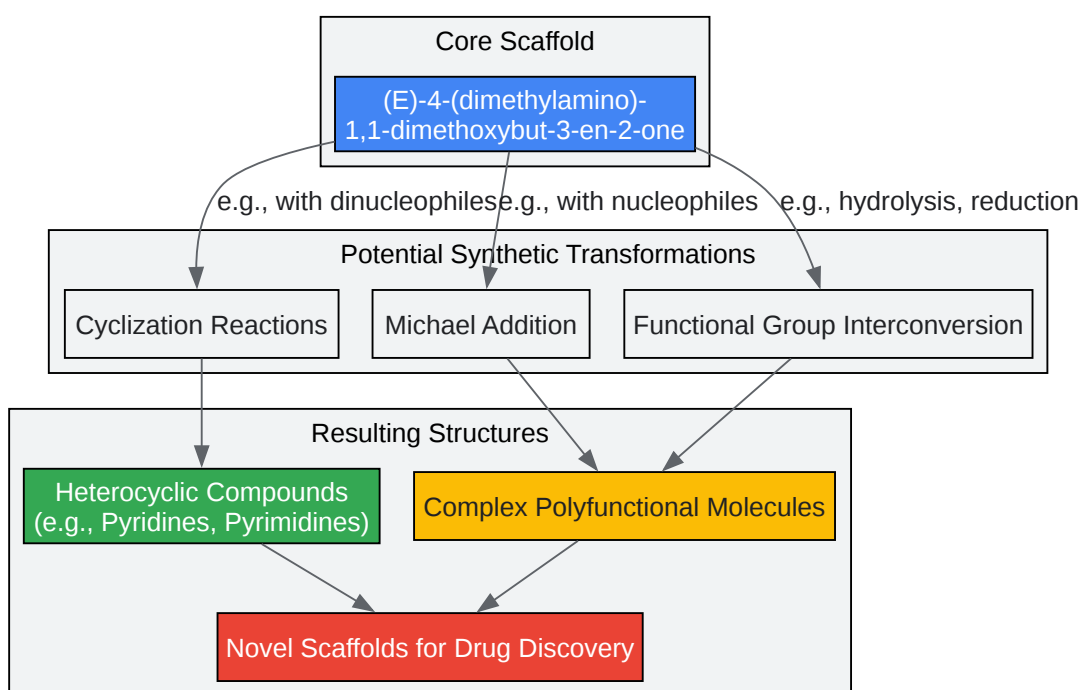 Core Scaffold
(E)-4-(dimethylamino)-
1,1-dimethoxybut-3-en-2-one
e.g., with dinucleophiles
e.g., with nucleophiles
e.g., hydrolysis, reduction
Potential Synthetic Transformations
Cyclization Reactions
Michael Addition
Functional Group Interconversion
Resulting Structures
Heterocyclic Compounds
(e.g., Pyridines, Pyrimidines)
Complex Polyfunctional Molecules
Novel Scaffolds for Drug Discovery